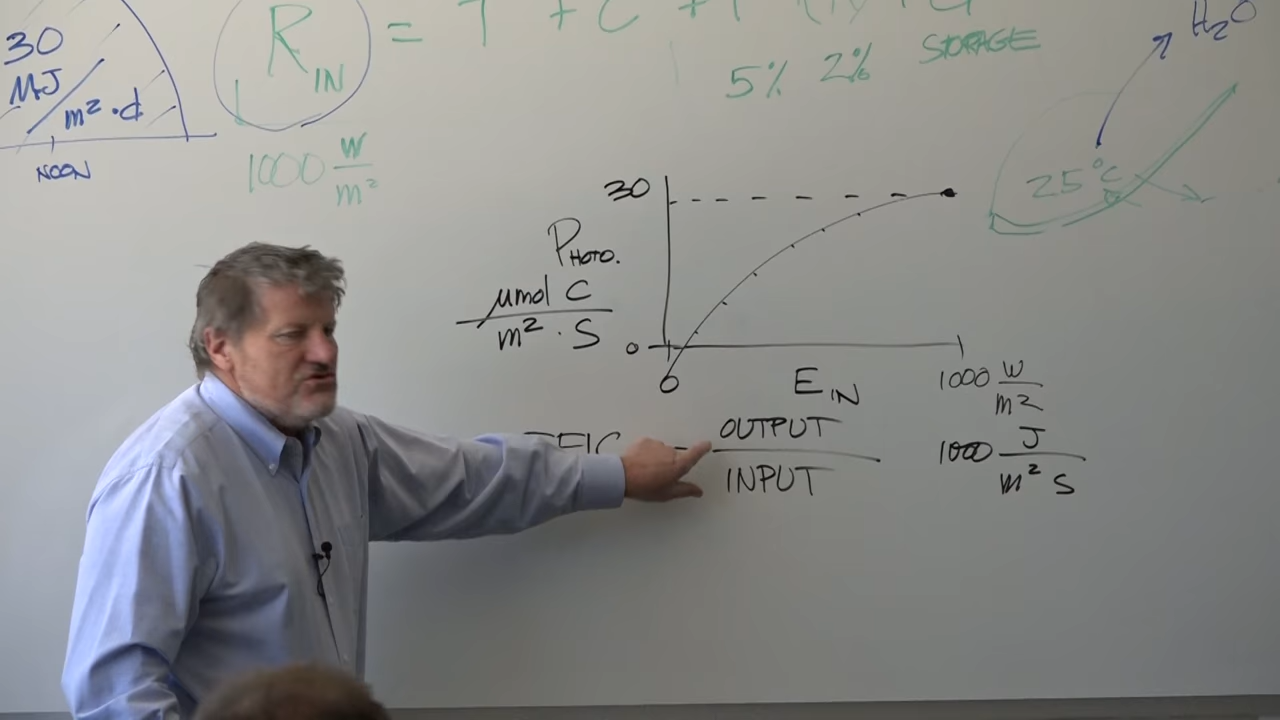 30
MJ
m² · d
NOON
R IN =
1000 W
m²
5% 2% STORAGE
H₂O
25°C
30
PHOTO.
µmol C
m² · S
0
0
E IN
1000 W
m²
OUTPUT
INPUT
1000 J
m² S